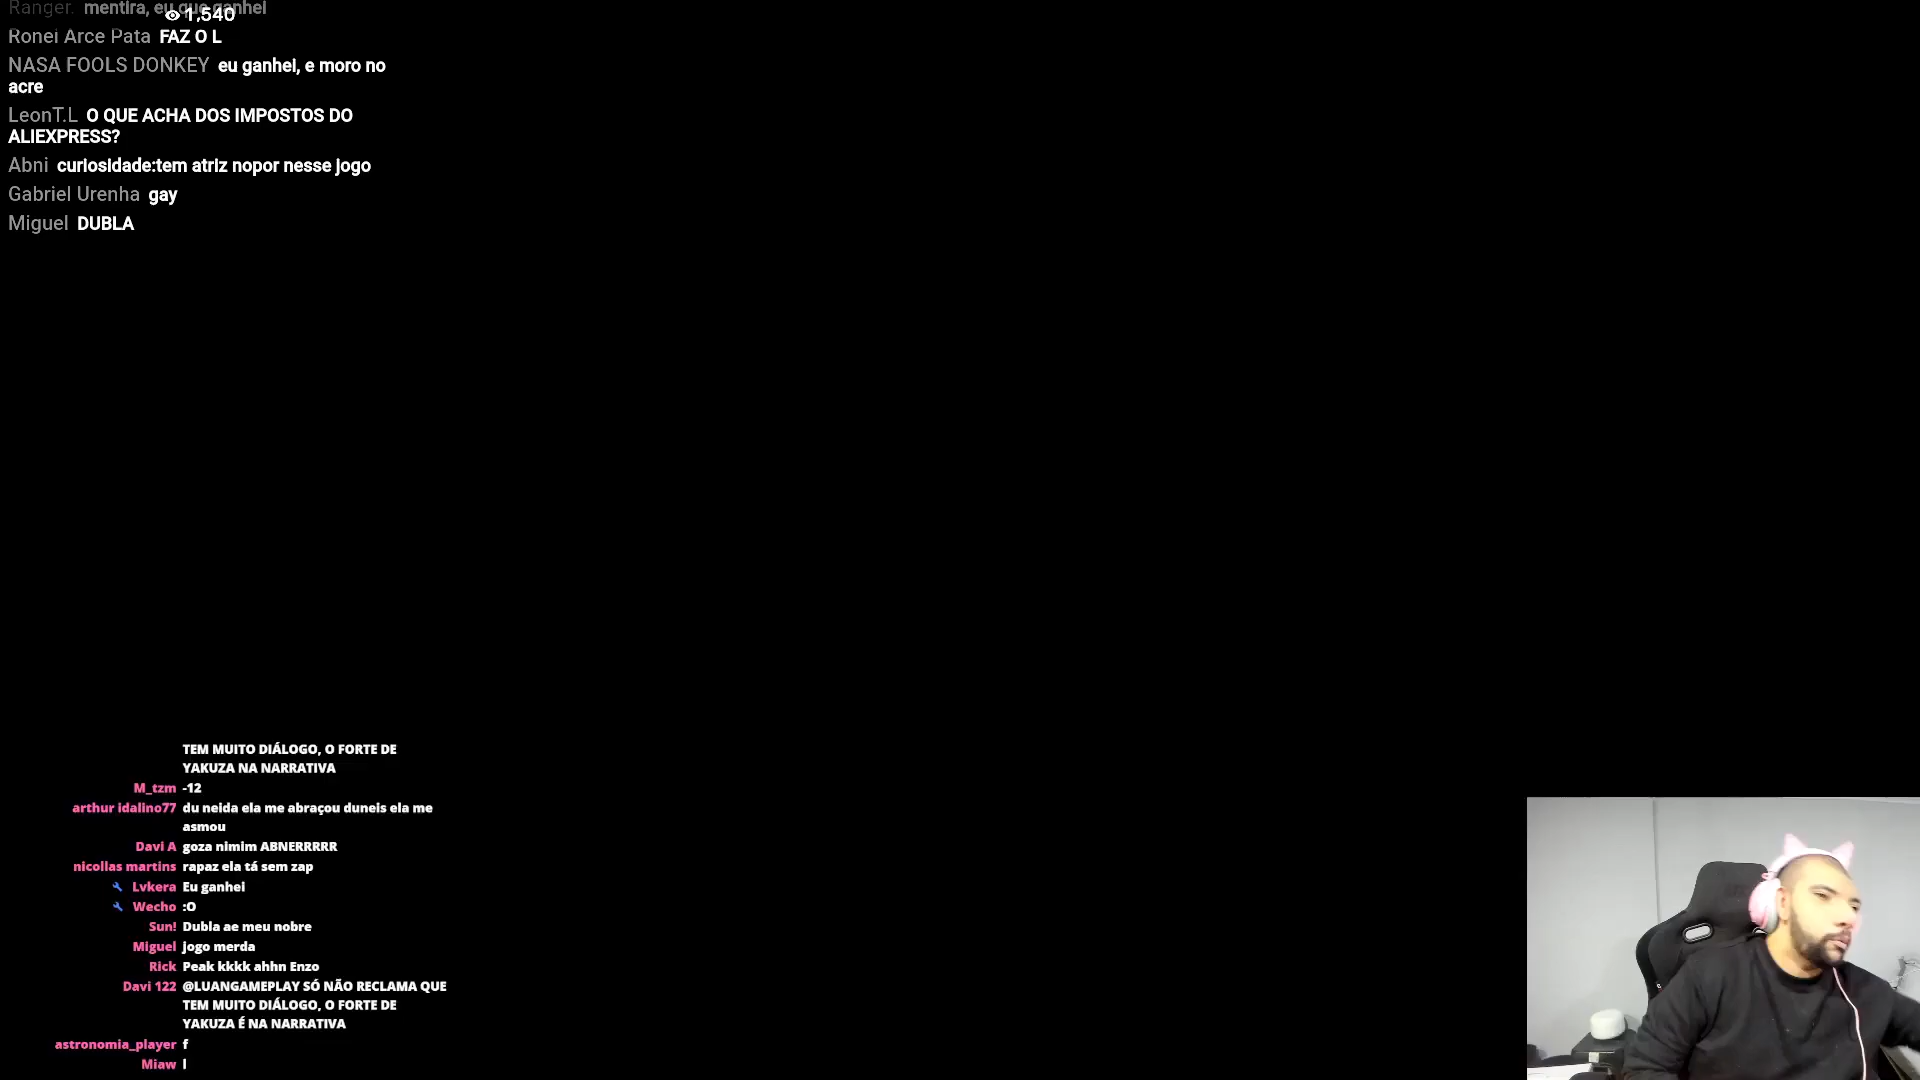 Ranger. mentira, eu que ganhei
1,540
Ronei Arce Pata FAZ O L
NASA FOOLS DONKEY eu ganhei, e moro no
acre
LeonT.L O QUE ACHA DOS IMPOSTOS DO
ALIEXPRESS?
Abni curiosidade:tem atriz nopor nesse jogo
Gabriel Urenha gay
Miguel DUBLA
TEM MUITO DIÁLOGO, O FORTE DE
YAKUZA NA NARRATIVA
M_tzm -12
arthur idalino77 du neida ela me abraçou duneis ela me
asmou
Davi A goza nimim ABNERRRRR
nicollas martins rapaz ela tá sem zap
Lvkera Eu ganhei
Wecho :O
Sun! Dubla ae meu nobre
Miguel jogo merda
Rick Peak kkkk ahhn Enzo
Davi 122 @LUANGAMEPLAY SÓ NÃO RECLAMA QUE
TEM MUITO DIÁLOGO, O FORTE DE
YAKUZA É NA NARRATIVA
astronomia_player f
Miaw l